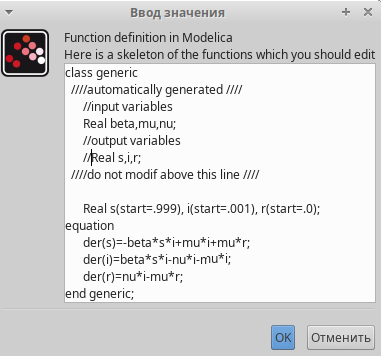 Ввод значения
Function definition in Modelica
Here is a skeleton of the functions which you should edit
class generic
////automatically generated ////
//input variables
Real beta,mu,nu;
//output variables
//Real s,i,r;
////do not modif above this line ////
Real s(start=.999), i(start=.001), r(start=.0);
equation
der(s)=-beta*s*i+mu*i+mu*r;
der(i)=beta*s*i-nu*i-mu*i;
der(r)=nu*i-mu*r;
end generic;
OK
Отменить